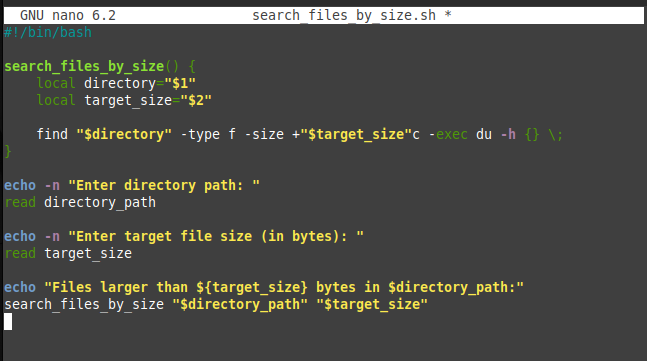 GNU nano 6.2 search_files_by_size.sh *
#!/bin/bash
search_files_by_size() {
local directory="$1"
local target_size="$2"
find "$directory" -type f -size +"$target_size"c -exec du -h {} \;
}
echo -n "Enter directory path: "
read directory_path
echo -n "Enter target file size (in bytes): "
read target_size
echo "Files larger than ${target_size} bytes in $directory_path:"
search_files_by_size "$directory_path" "$target_size"